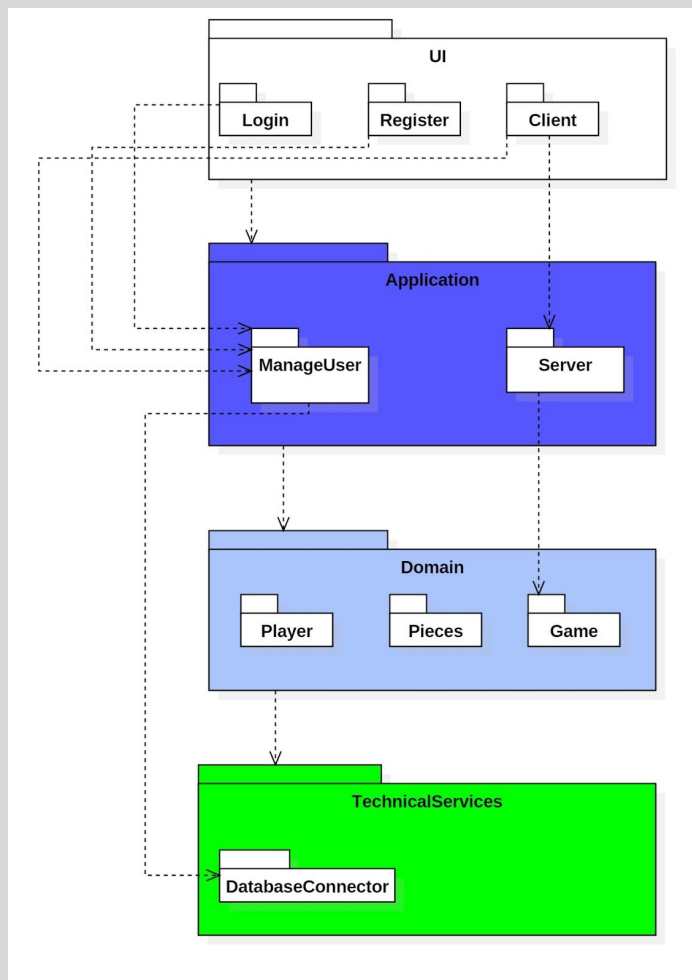 UI
Login
Register
Client
Application
ManageUser
Server
Domain
Player
Pieces
Game
TechnicalServices
DatabaseConnector